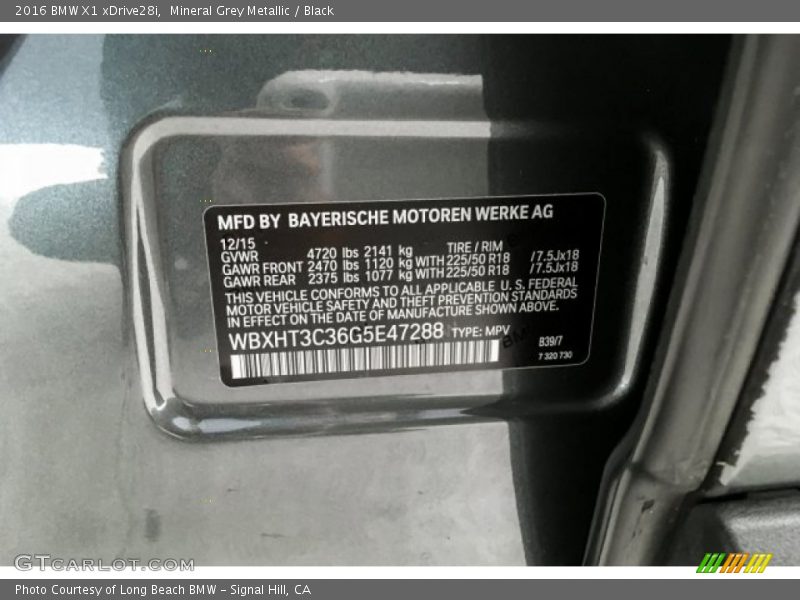 2016 BMW X1 xDrive28i, Mineral Grey Metallic / Black
MFD BY BAYERISCHE MOTOREN WERKE AG
12/15
GVWR 4720 lbs 2141 kg TIRE / RIM
GAWR FRONT 2470 lbs 1120 kg WITH 225/50 R18 /7.5Jx18
GAWR REAR 2375 lbs 1077 kg WITH 225/50 R18 /7.5Jx18
THIS VEHICLE CONFORMS TO ALL APPLICABLE U.S. FEDERAL
MOTOR VEHICLE SAFETY AND THEFT PREVENTION STANDARDS
IN EFFECT ON THE DATE OF MANUFACTURE SHOWN ABOVE.
WBXHT3C36G5E47288 TYPE: MPV
B39/7
7 320 730
GTcarlot.com
Photo Courtesy of Long Beach BMW – Signal Hill, CA